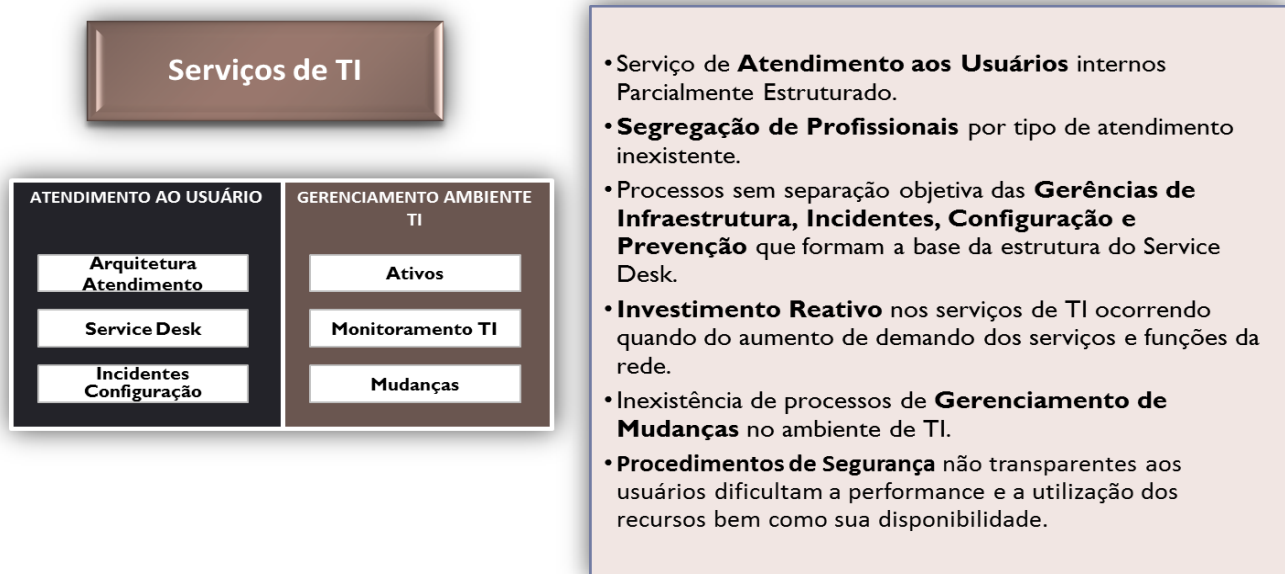 Serviços de TI
ATENDIMENTO AO USUÁRIO
Arquitetura
Atendimento
Service Desk
Incidentes
Configuração
GERENCIAMENTO AMBIENTE
TI
Ativos
Monitoramento TI
Mudanças
•Serviço de Atendimento aos Usuários internos
Parcialmente Estruturado.
•Segregação de Profissionais por tipo de atendimento
inexistente.
•Processos sem separação objetiva das Gerências de
Infraestrutura, Incidentes, Configuração e
Prevenção que formam a base da estrutura do Service
Desk.
•Investimento Reativo nos serviços de TI ocorrendo
quando do aumento de demando dos serviços e funções da
rede.
•Inexistência de processos de Gerenciamento de
Mudanças no ambiente de TI.
•Procedimentos de Segurança não transparentes aos
usuários dificultam a performance e a utilização dos
recursos bem como sua disponibilidade.